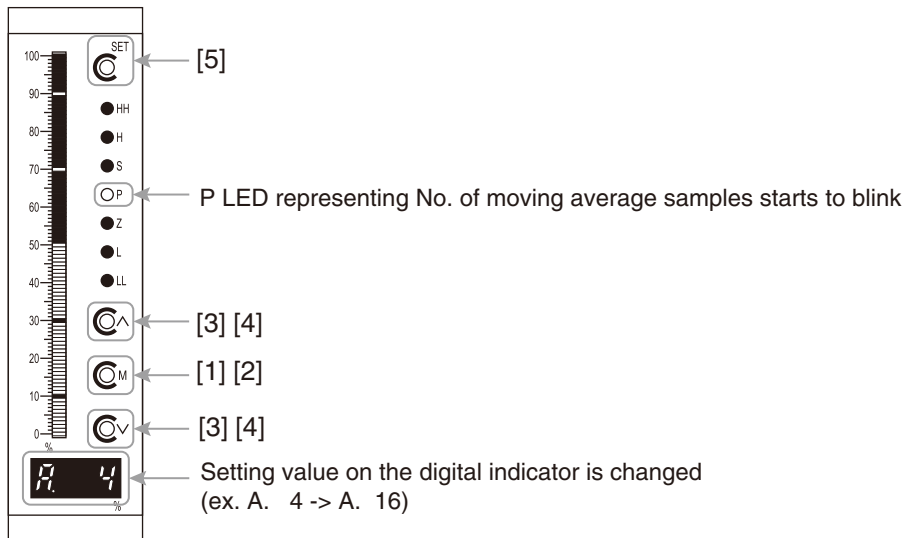 SET
100
[5]
90
HH
80
H
S
70
P
P LED representing No. of moving average samples starts to blink
60
Z
50
L
40
LL
30
[3] [4]
20
M
[1] [2]
10
[3] [4]
0
%
A. 4
%
Setting value on the digital indicator is changed
(ex. A. 4 -> A. 16)